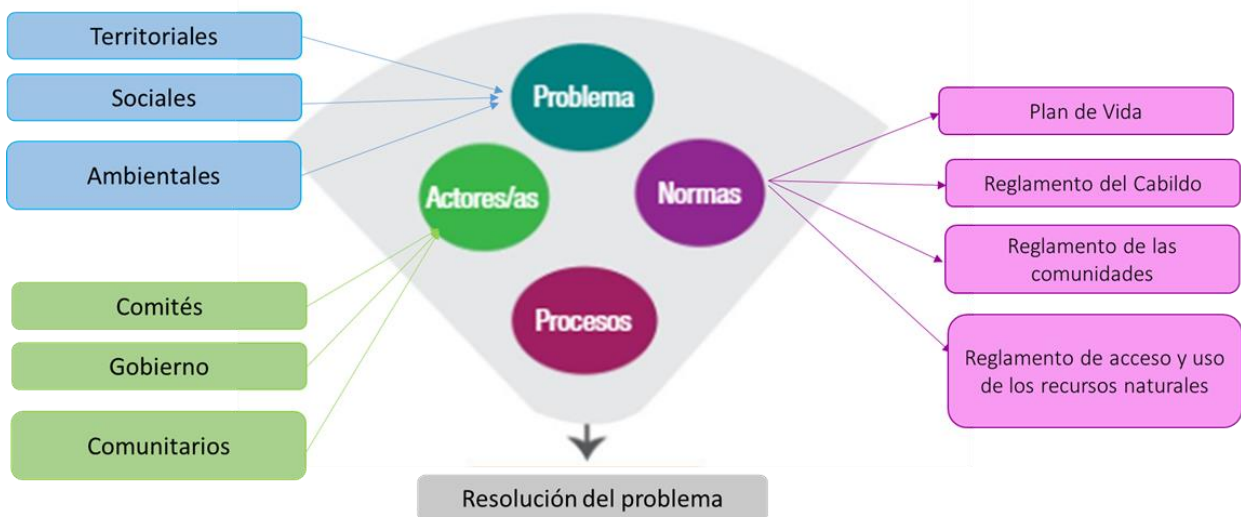 Territoriales
Sociales
Ambientales
Comités
Gobierno
Comunitarios
Problema
Actores/as
Normas
Procesos
Plan de Vida
Reglamento del Cabildo
Reglamento de las
comunidades
Reglamento de acceso y uso
de los recursos naturales
Resolución del problema